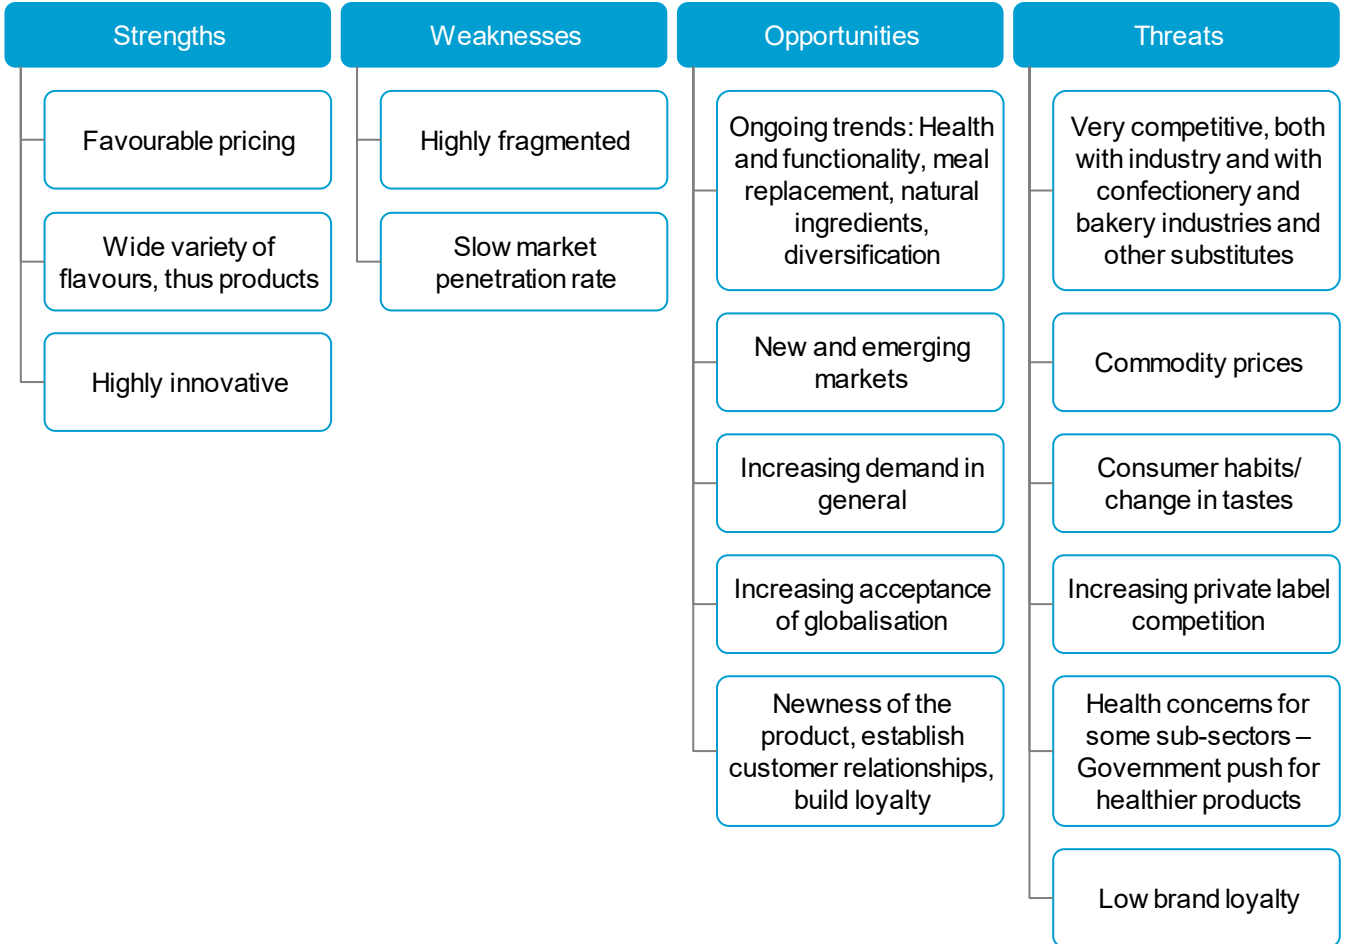 Strengths
Favourable pricing
Wide variety of
flavours, thus products
Highly innovative
Weaknesses
Highly fragmented
Slow market
penetration rate
Opportunities
Ongoing trends: Health
and functionality, meal
replacement, natural
ingredients,
diversification
New and emerging
markets
Increasing demand in
general
Increasing acceptance
of globalisation
Newness of the
product, establish
customer relationships,
build loyalty
Threats
Very competitive, both
with industry and with
confectionery and
bakery industries and
other substitutes
Commodity prices
Consumer habits/
change in tastes
Increasing private label
competition
Health concerns for
some sub-sectors –
Government push for
healthier products
Low brand loyalty